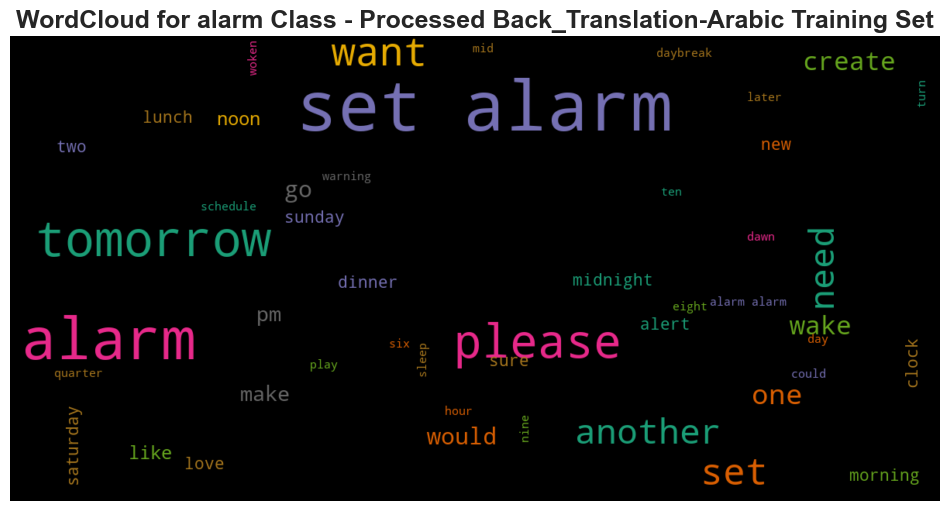 WordCloud for alarm Class - Processed Back_Translation-Arabic Training Set
woken
want
mid
daybreak
create
turn
set alarm
later
lunch
noon
two
new
warning
go
ten
schedule
sunday
tomorrow
dawn
need
dinner
midnight
eight
alarm alarm
pm
alert
wake
alarm
please
day
six
sure
sleep
clock
play
quarter
could
make
one
hour
saturday
would
nine
another
like
love
set
morning